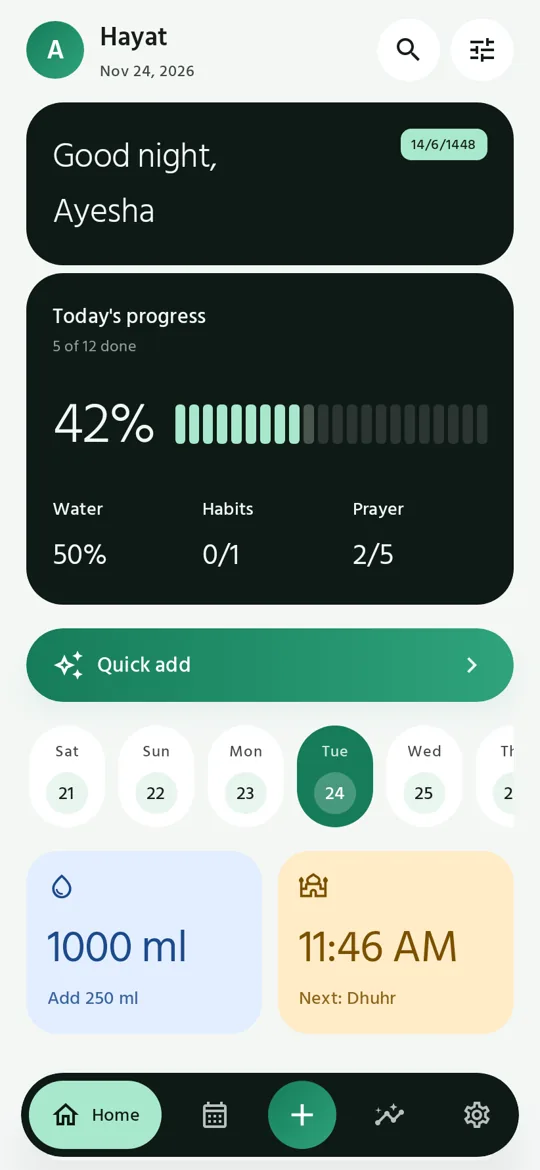 A
Hayat
Nov 24, 2026
Good night,
Ayesha
14/6/1448
Today's progress
5 of 12 done
42%
Water
Habits
Prayer
50%
0/1
2/5
Quick add
Sat
Sun
Mon
Tue
Wed
21
22
23
24
25
1000 ml
Add 250 ml
11:46 AM
Next: Dhuhr
Home